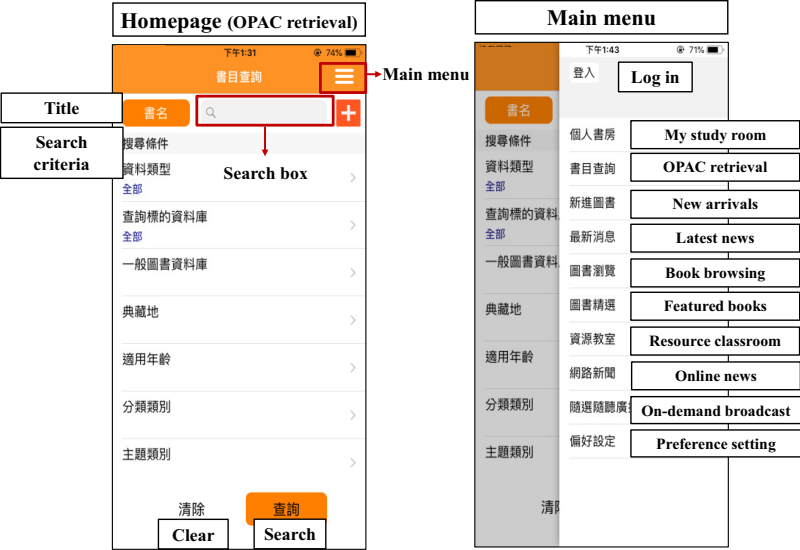 Homepage (OPAC retrieval)
下午1:31
74%
書目查詢
Main menu
Title
書名
Search criteria
搜尋條件
Search box
資料類型
全部
查詢標的資料庫
全部
一般圖書資料庫
典藏地
適用年齡
分類類別
主題類別
清除
查詢
Clear
Search
Main menu
下午1:43
71%
登入
Log in
書名
搜尋條件
資料類型
全部
查詢標的資料
全部
一般圖書資料
典藏地
適用年齡
分類類別
主題類別
清
個人書房
My study room
書目查詢
OPAC retrieval
新進圖書
New arrivals
最新消息
Latest news
圖書瀏覽
Book browsing
圖書精選
Featured books
資源教室
Resource classroom
網路新聞
Online news
隨選隨聽廣
On-demand broadcast
偏好設定
Preference setting